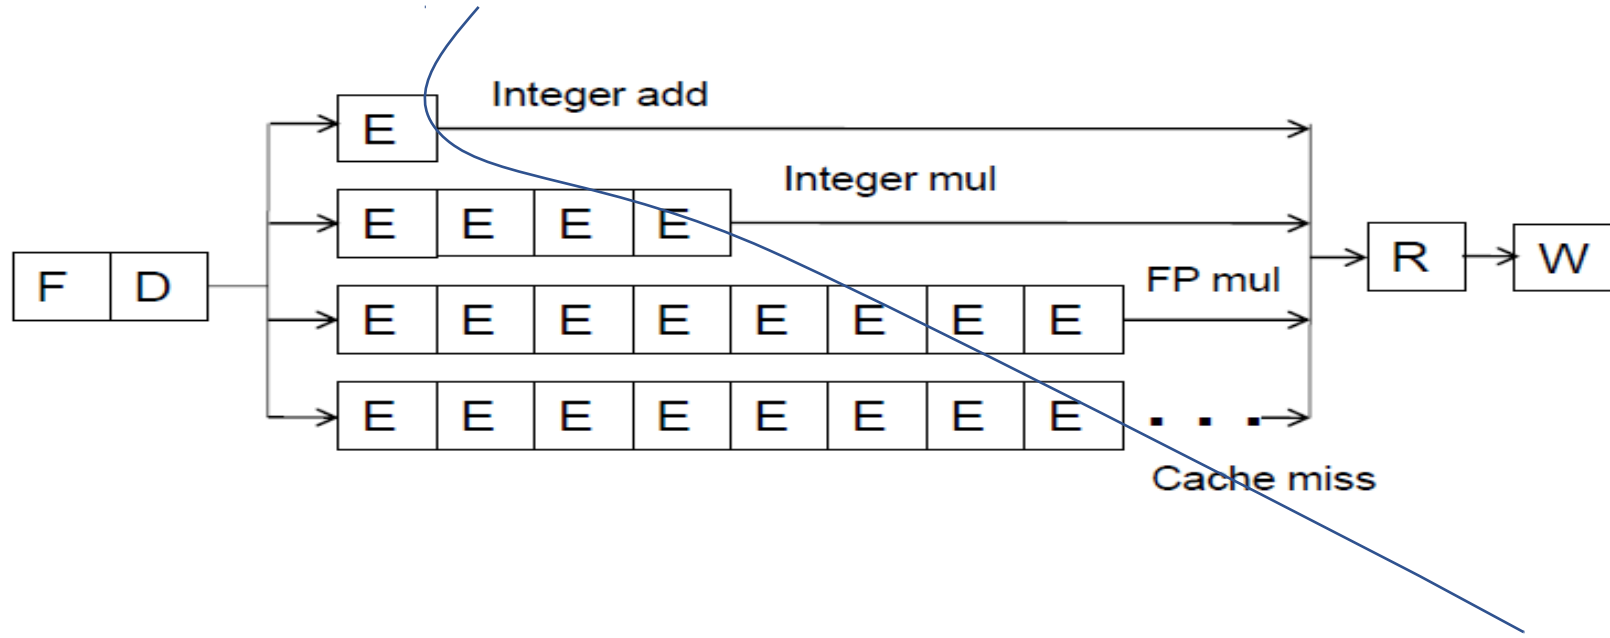 E Integer add
E E E E Integer mul
F D R W
E E E E E E E E FP mul
E E E E E E E E . . .
Cache miss